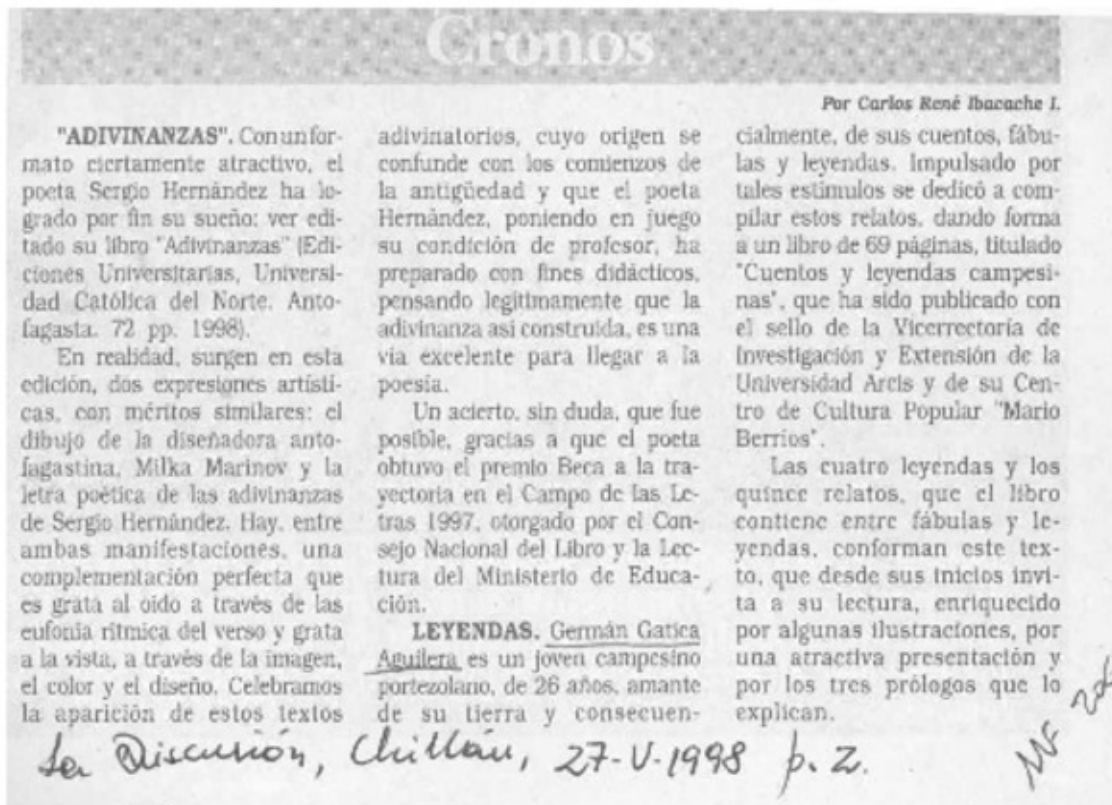 Cronos
Por Carlos René Ibacache I.
"ADIVINANZAS". Con un for-
mato ciertamente atractivo, el
poeta Sergio Hernández ha lo-
grado por fin su sueño: ver edi-
tado su libro "Adivinanzas" (Edi-
ciones Universitarias, Universi-
dad Católica del Norte. Anto-
fagasta. 72 pp. 1998).
En realidad, surgen en esta
edición, dos expresiones artísti-
cas, con méritos similares: el
dibujo de la diseñadora anto-
fagastina, Milka Marinov y la
letra poética de las adivinanzas
de Sergio Hernández. Hay, entre
ambas manifestaciones, una
complementación perfecta que
es grata al oído a través de las
eufonía rítmica del verso y grata
a la vista, a través de la imagen,
el color y el diseño. Celebramos
la aparición de estos textos
adivinatorios, cuyo origen se
confunde con los comienzos de
la antigüedad y que el poeta
Hernández, poniendo en juego
su condición de profesor, ha
preparado con fines didácticos,
pensando legítimamente que la
adivinanza así construida, es una
vía excelente para llegar a la
poesía.
Un acierto, sin duda, que fue
posible, gracias a que el poeta
obtuvo el premio Beca a la tra-
yectoria en el Campo de las Le-
tras 1997, otorgado por el Con-
sejo Nacional del Libro y la Lec-
tura del Ministerio de Educa-
ción.
LEYENDAS. Germán Gatica
Aguilera es un joven campesino
portezolano, de 26 años, amante
de su tierra y consecuen-
cialmente, de sus cuentos, fábu-
las y leyendas. Impulsado por
tales estímulos se dedicó a com-
pilar estos relatos, dando forma
a un libro de 69 páginas, titulado
"Cuentos y leyendas campesi-
nas", que ha sido publicado con
el sello de la Vicerrectoría de
Investigación y Extensión de la
Universidad Arcis y de su Cen-
tro de Cultura Popular "Mario
Berríos".
Las cuatro leyendas y los
quince relatos, que el libro
contiene entre fábulas y le-
yendas, conforman este tex-
to, que desde sus inicios invi-
ta a su lectura, enriquecido
por algunas ilustraciones, por
una atractiva presentación y
por los tres prólogos que lo
explican.
La Discusión, Chillán, 27-V-1998 p. 2.